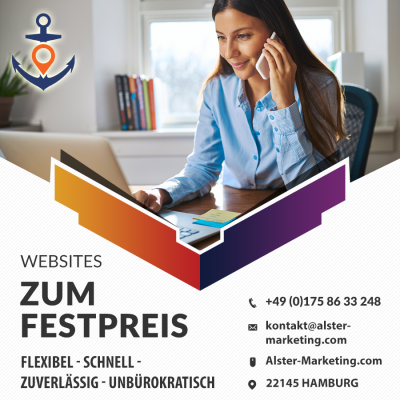 WEBSITES
ZUM
FESTPREIS
FLEXIBEL - SCHNELL -
ZUVERLÄSSIG - UNBÜROKRATISCH
+49 (0)175 86 33 248
kontakt@alster-
marketing.com
Alster-Marketing.com
22145 HAMBURG